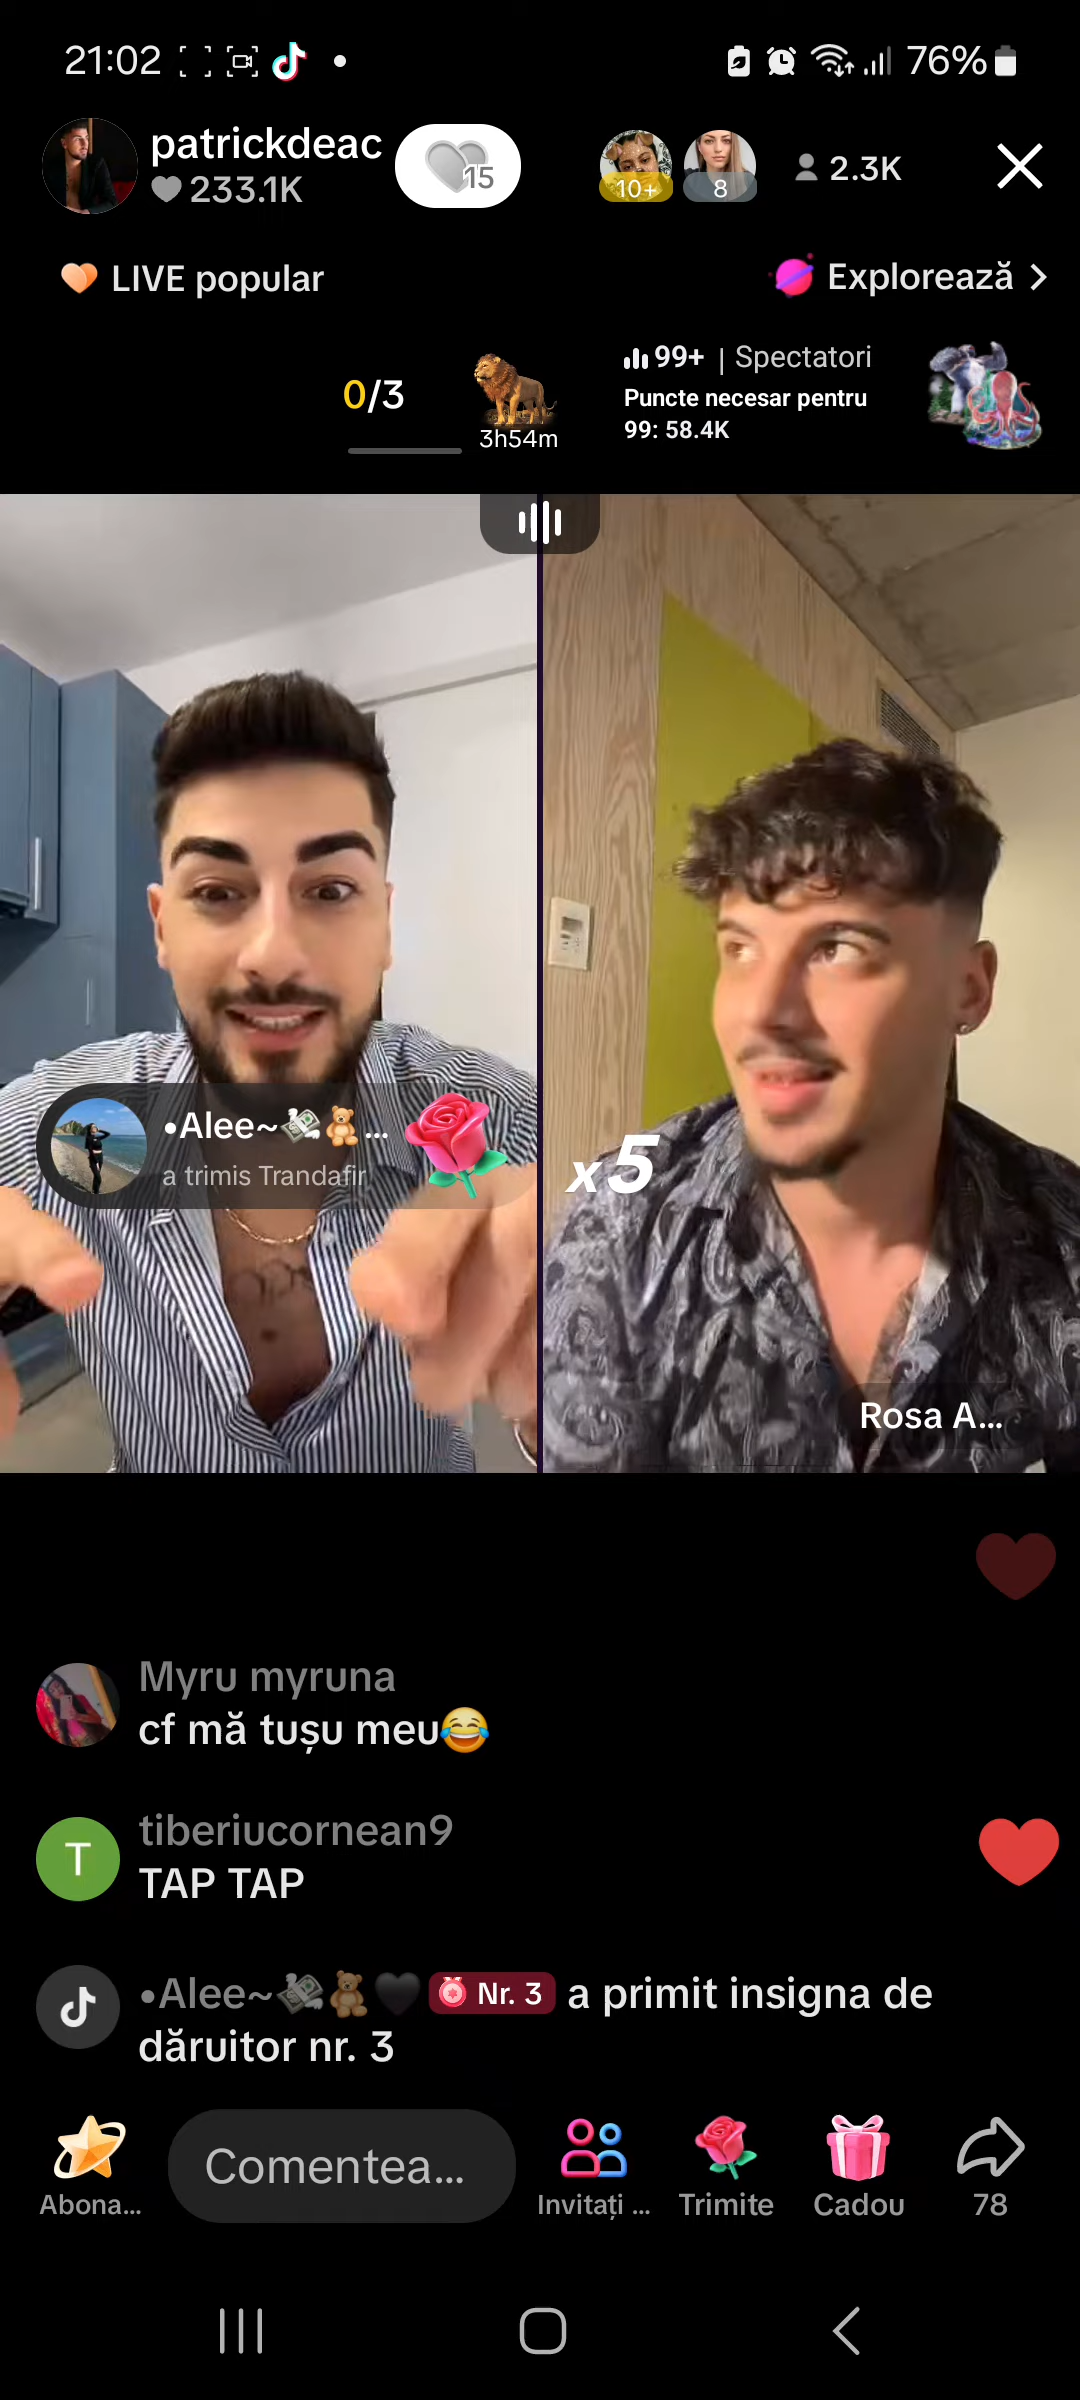 21:02
76%
patrickdeac
233.1K
15
10+
8
2.3K
LIVE popular
Explorează
0/3
3h54m
99+ | Spectatori
Puncte necesar pentru
99: 58.4K
•Alee~💸🧸...
a trimis Trandafir
x5
Rosa A...
Myru myruna
cf mă tușu meu😂
T
tiberiucornean9
TAP TAP
•Alee~💸🧸🖤 Nr. 3 a primit insigna de
dăruitor nr. 3
Abona...
Comentea...
Invitați ...
Trimite
Cadou
78